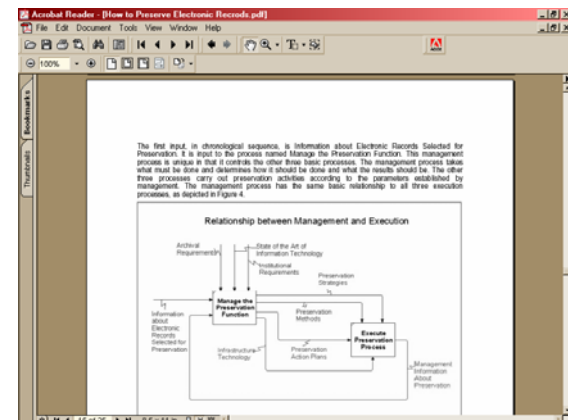 Acrobat Reader - [How to Preserve Electronic Recrods.pdf]
File Edit Document Tools View Window Help
100%
Bookmarks
Thumbnails
The first input, in chronological sequence, is Information about Electronic Records Selected for
Preservation. It is input to the process named Manage the Preservation Function. This management
process is unique in that it controls the other three basic processes. The management process takes
what must be done and determines how it should be done and what the results should be. The other
three processes carry out preservation activities according to the parameters established by
management. The management process has the same basic relationship to all three execution
processes, as depicted in Figure 4.
Relationship between Management and Execution
Archival
Requirements
State of the Art of
Information Technology
Institutional
Requirements
Preservation
Strategies
Manage the
Preservation
Function
Information
about
Electronic
Records
Selected for
Preservation
Preservation
Methods
Execute
Preservation
Process
Infrastructure
Technology
Preservation
Action Plans
Management
Information
About
Preservation